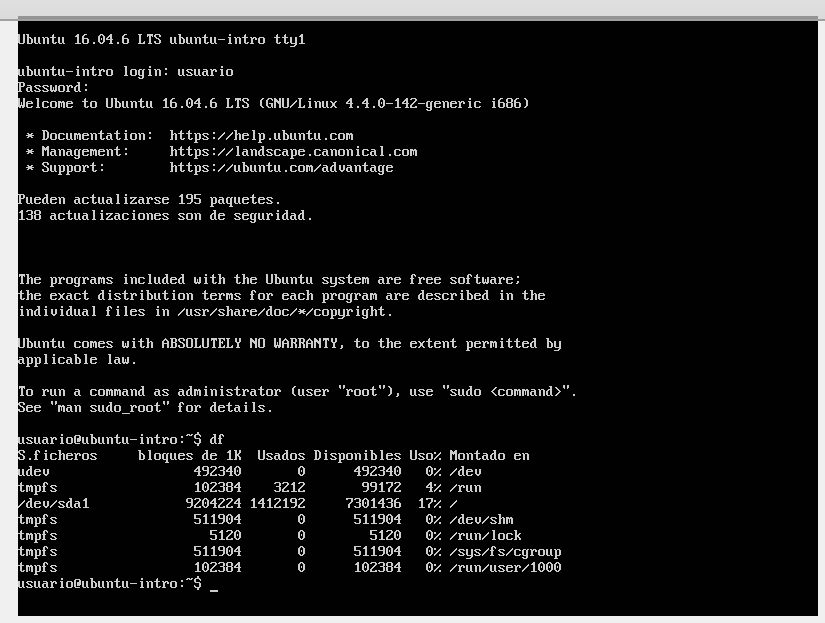 Ubuntu 16.04.6 LTS ubuntu-intro tty1
ubuntu-intro login: usuario
Password:
Welcome to Ubuntu 16.04.6 LTS (GNU/Linux 4.4.0-142-generic i686)
* Documentation:  https://help.ubuntu.com
* Management:     https://landscape.canonical.com
* Support:        https://ubuntu.com/advantage
Pueden actualizarse 195 paquetes.
138 actualizaciones son de seguridad.
The programs included with the Ubuntu system are free software;
the exact distribution terms for each program are described in the
individual files in /usr/share/doc/*/copyright.
Ubuntu comes with ABSOLUTELY NO WARRANTY, to the extent permitted by
applicable law.
To run a command as administrator (user "root"), use "sudo <command>".
See "man sudo_root" for details.
usuario@ubuntu-intro:~$ df
S.ficheros     bloques de 1K  Usados Disponibles Uso% Montado en
udev                  492340       0      492340   0% /dev
tmpfs                 102384    3212       99172   4% /run
/dev/sda1            9204224 1412192     7301436  17% /
tmpfs                 511904       0      511904   0% /dev/shm
tmpfs                   5120       0        5120   0% /run/lock
tmpfs                 511904       0      511904   0% /sys/fs/cgroup
tmpfs                 102384       0      102384   0% /run/user/1000
usuario@ubuntu-intro:~$ _